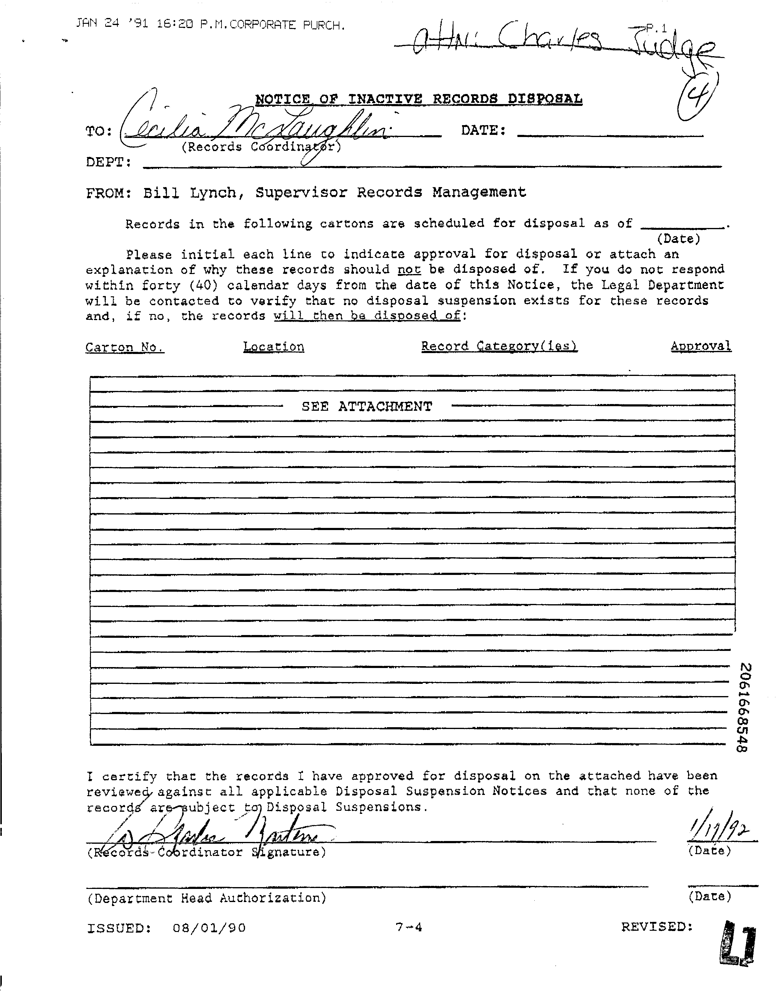 JAN 24 '91 16:20 P.M.CORPORATE PURCH.
P.1
Attn: Charles Judge
4
NOTICE OF INACTIVE RECORDS DISPOSAL
TO: Cecilia McLaughlin DATE:
(Records Coordinator)
DEPT:
FROM: Bill Lynch, Supervisor Records Management
Records in the following cartons are scheduled for disposal as of ________.
(Date)
Please initial each line to indicate approval for disposal or attach an
explanation of why these records should not be disposed of. If you do not respond
within forty (40) calendar days from the date of this Notice, the Legal Department
will be contacted to verify that no disposal suspension exists for these records
and, if no, the records will then be disposed of:
Carton No. Location Record Category(ies) Approval
SEE ATTACHMENT
2061668548
I certify that the records I have approved for disposal on the attached have been
reviewed against all applicable Disposal Suspension Notices and that none of the
records are subject to Disposal Suspensions.
(Records Coordinator Signature) (Date)
(Department Head Authorization) (Date)
ISSUED: 08/01/90 7-4 REVISED: